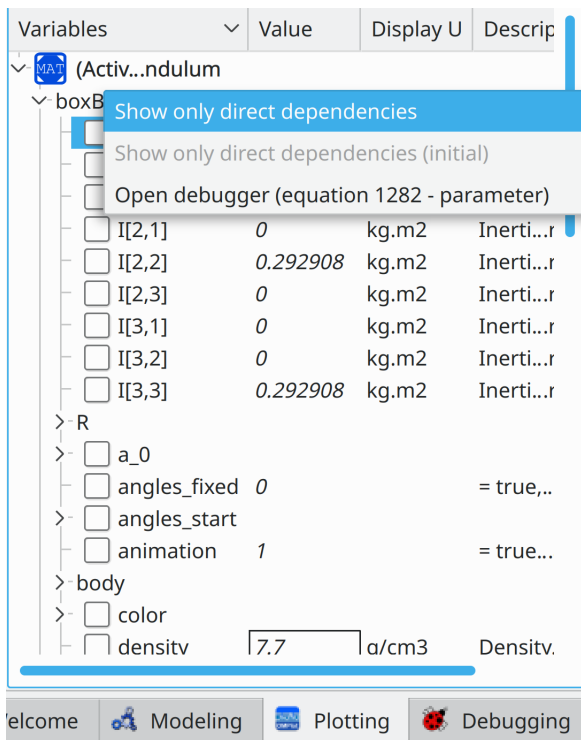 Variables Value Display U Descrip
MAT (Activ...ndulum
boxB
Show only direct dependencies
Show only direct dependencies (initial)
Open debugger (equation 1282 - parameter)
I[2,1] 0 kg.m2 Inerti...r
I[2,2] 0.292908 kg.m2 Inerti...r
I[2,3] 0 kg.m2 Inerti...r
I[3,1] 0 kg.m2 Inerti...r
I[3,2] 0 kg.m2 Inerti...r
I[3,3] 0.292908 kg.m2 Inerti...r
R
a_0
angles_fixed 0 = true,..
angles_start
animation 1 = true...
body
color
density 7.7 g/cm3 Density.
elcome Modeling Plotting Debugging